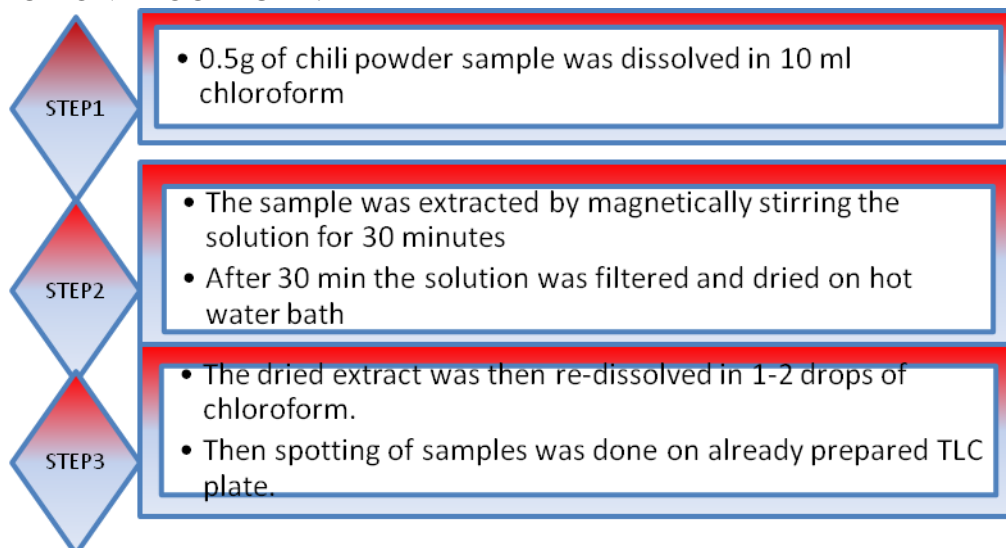 STEP1
• 0.5g of chili powder sample was dissolved in 10 ml
chloroform
STEP2
• The sample was extracted by magnetically stirring the
solution for 30 minutes
• After 30 min the solution was filtered and dried on hot
water bath
STEP3
• The dried extract was then re-dissolved in 1-2 drops of
chloroform.
• Then spotting of samples was done on already prepared TLC
plate.